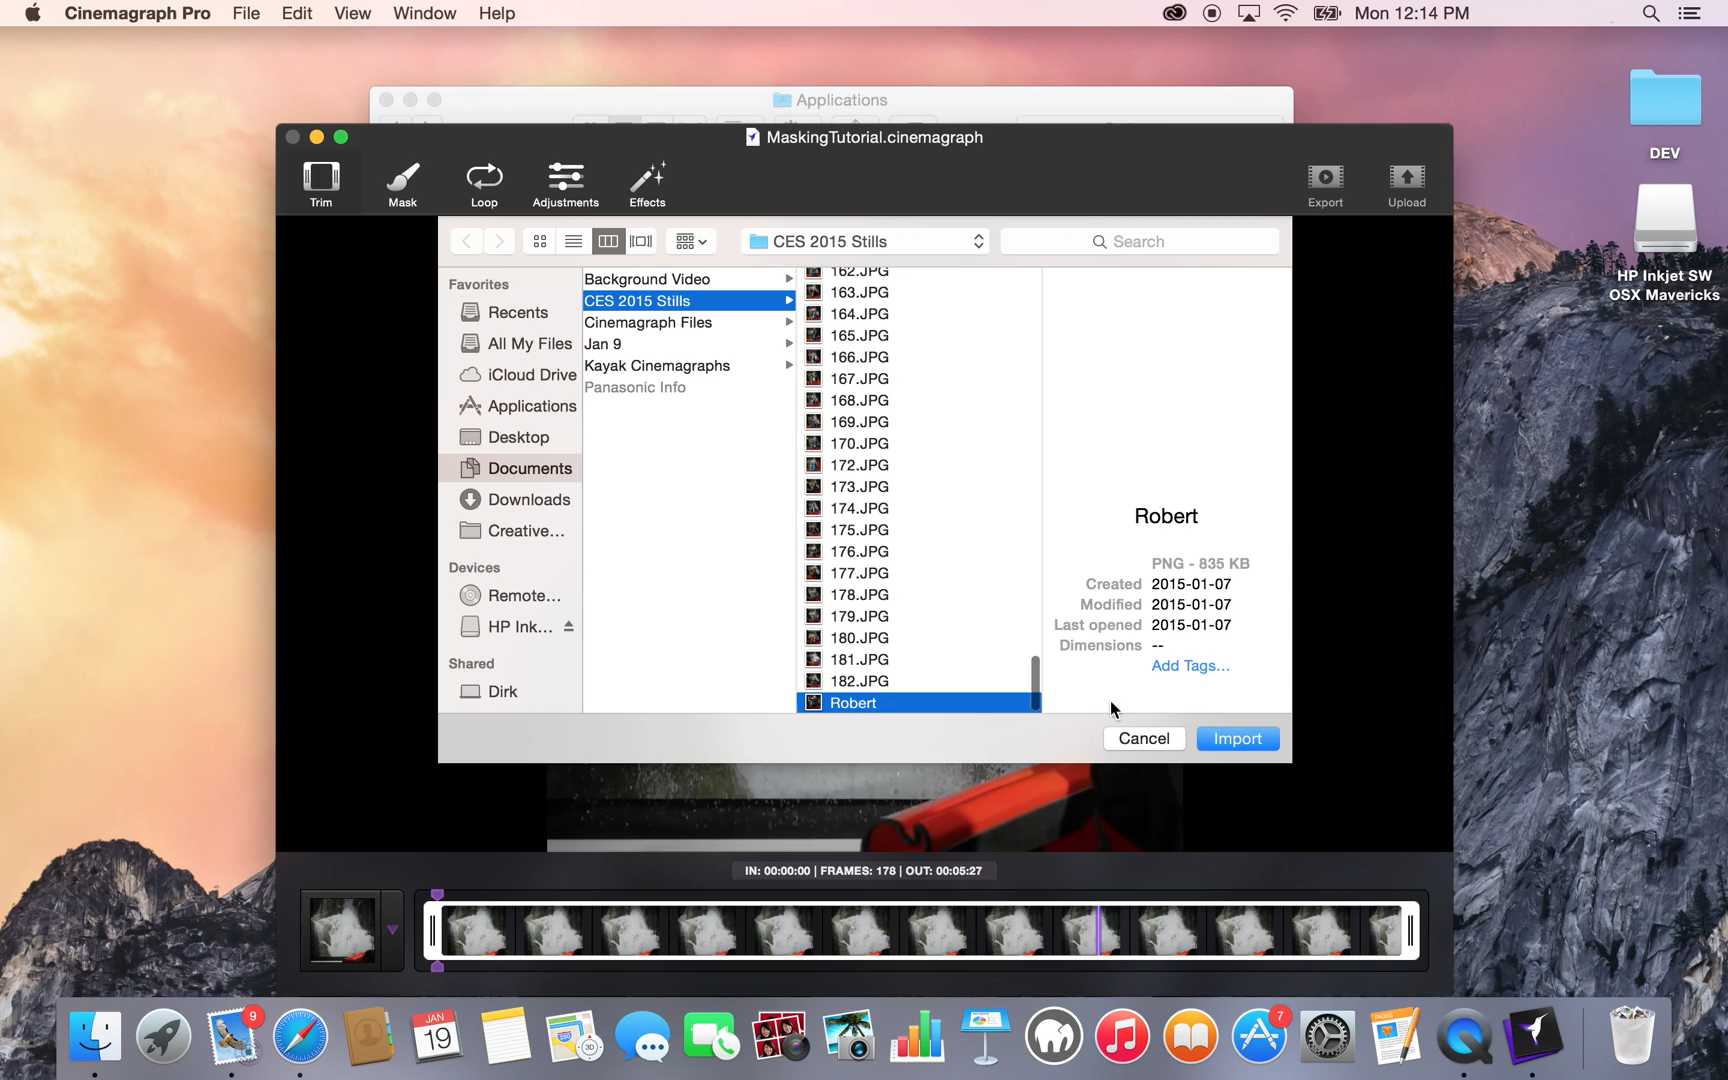 Cinemagraph Pro File Edit View Window Help Mon 12:14 PM
Applications
MaskingTutorial.cinemagraph
Trim Mask Loop Adjustments Effects Export Upload
CES 2015 Stills Search
Favorites
Recents
All My Files
iCloud Drive
Applications
Desktop
Documents
Downloads
Creative...
Devices
Remote...
HP Ink...
Shared
Dirk
Background Video
CES 2015 Stills
Cinemagraph Files
Jan 9
Kayak Cinemagraphs
Panasonic Info
162.JPG
163.JPG
164.JPG
165.JPG
166.JPG
167.JPG
168.JPG
169.JPG
170.JPG
172.JPG
173.JPG
174.JPG
175.JPG
176.JPG
177.JPG
178.JPG
179.JPG
180.JPG
181.JPG
182.JPG
Robert
Robert
PNG - 835 KB
Created 2015-01-07
Modified 2015-01-07
Last opened 2015-01-07
Dimensions --
Add Tags...
Cancel Import
IN: 00:00:00 | FRAMES: 178 | OUT: 00:05:27
DEV
HP Inkjet SW
OSX Mavericks
9
JAN
19
280
3D
7
PAGES